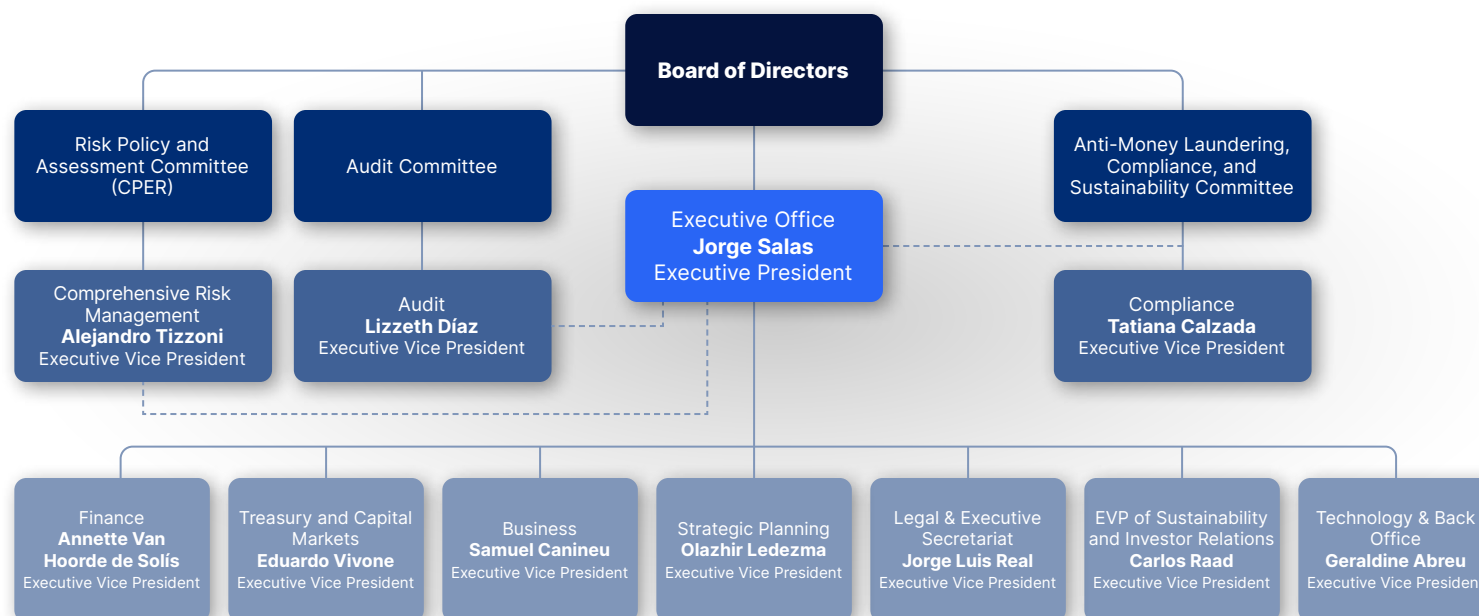 Board of Directors
Risk Policy and
Assessment Committee
(CPER)
Audit Committee
Anti-Money Laundering,
Compliance, and
Sustainability Committee
Executive Office
Jorge Salas
Executive President
Comprehensive Risk
Management
Alejandro Tizzoni
Executive Vice President
Audit
Lizzeth Díaz
Executive Vice President
Compliance
Tatiana Calzada
Executive Vice President
Finance
Annette Van
Hoorde de Solís
Executive Vice President
Treasury and Capital
Markets
Eduardo Vivone
Executive Vice President
Business
Samuel Canineu
Executive Vice President
Strategic Planning
Olazhir Ledezma
Executive Vice President
Legal & Executive
Secretariat
Jorge Luis Real
Executive Vice President
EVP of Sustainability
and Investor Relations
Carlos Raad
Executive Vice President
Technology & Back
Office
Geraldine Abreu
Executive Vice President